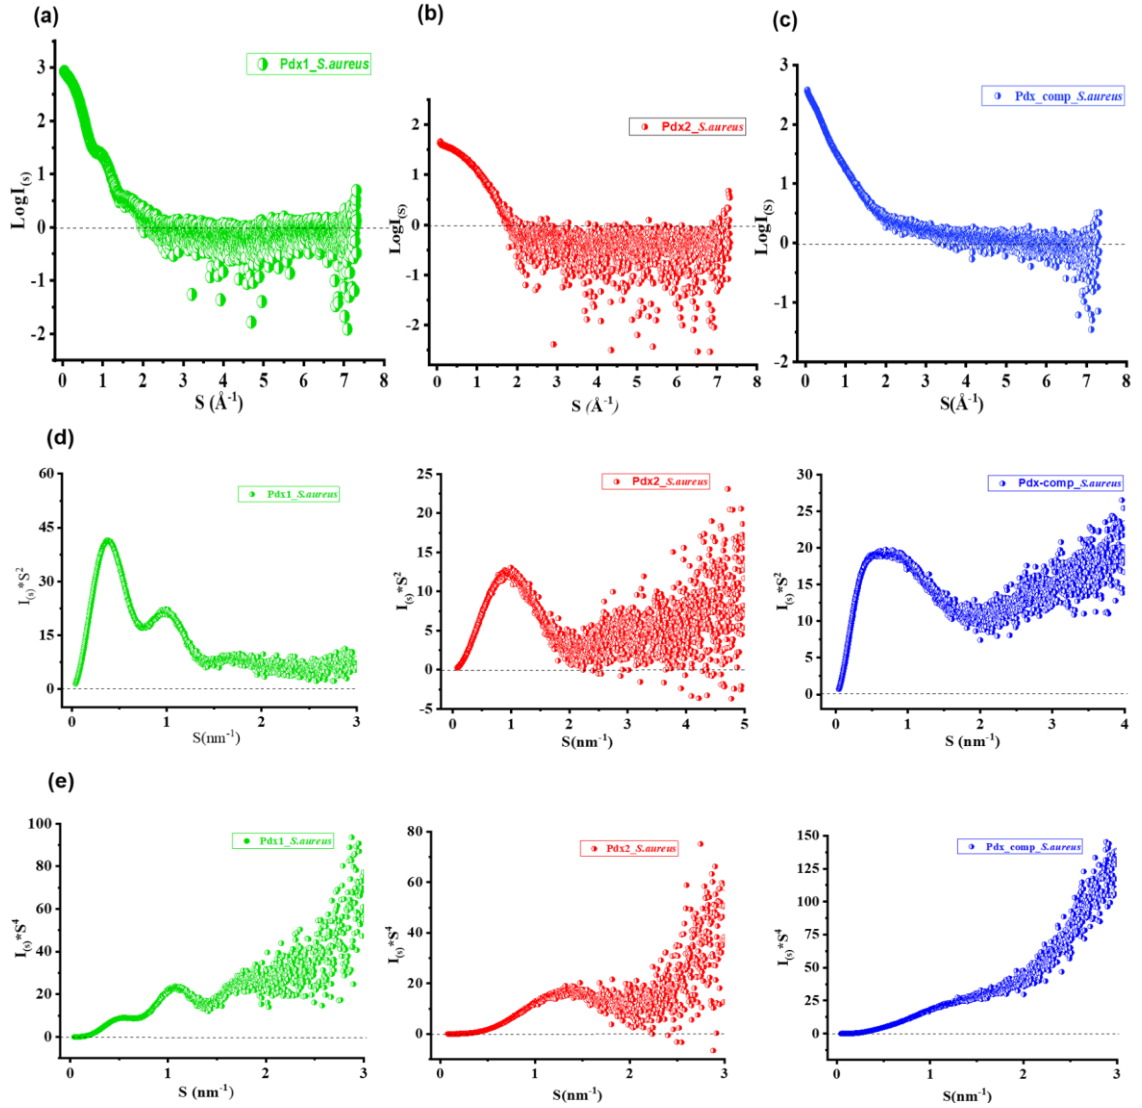 (a)
(b)
(c)
Pdx1_S.aureus
Pdx2_S.aureus
Pdx_comp_S.aureus
LogI(s)
3
2
1
0
-1
-2
0 1 2 3 4 5 6 7 8
S (Å-1)
LogI(S)
2
1
0
-1
-2
0 1 2 3 4 5 6 7 8
S (Å-1)
LogI(s)
3
2
1
0
-1
-2
0 1 2 3 4 5 6 7 8
S(Å-1)
(d)
Pdx1_S.aureus
I(s)*S2
60
45
30
15
0
0 1 2 3
S(nm-1)
Pdx2_S.aureus
I(s)*S2
25
20
15
10
5
0
-5
0 1 2 3 4 5
S(nm-1)
Pdx-comp_S.aureus
I(s)*S2
30
25
20
15
10
5
0
0 1 2 3 4
S (nm-1)
(e)
Pdx1_S.aureus
I(s)*S4
100
80
60
40
20
0
0 1 2 3
S (nm-1)
Pdx2_S.aureus
I(s)*S4
80
60
40
20
0
0 1 2 3
S (nm-1)
Pdx_comp_S.aureus
I(s)*S4
150
125
100
75
50
25
0
0 1 2 3
S (nm-1)